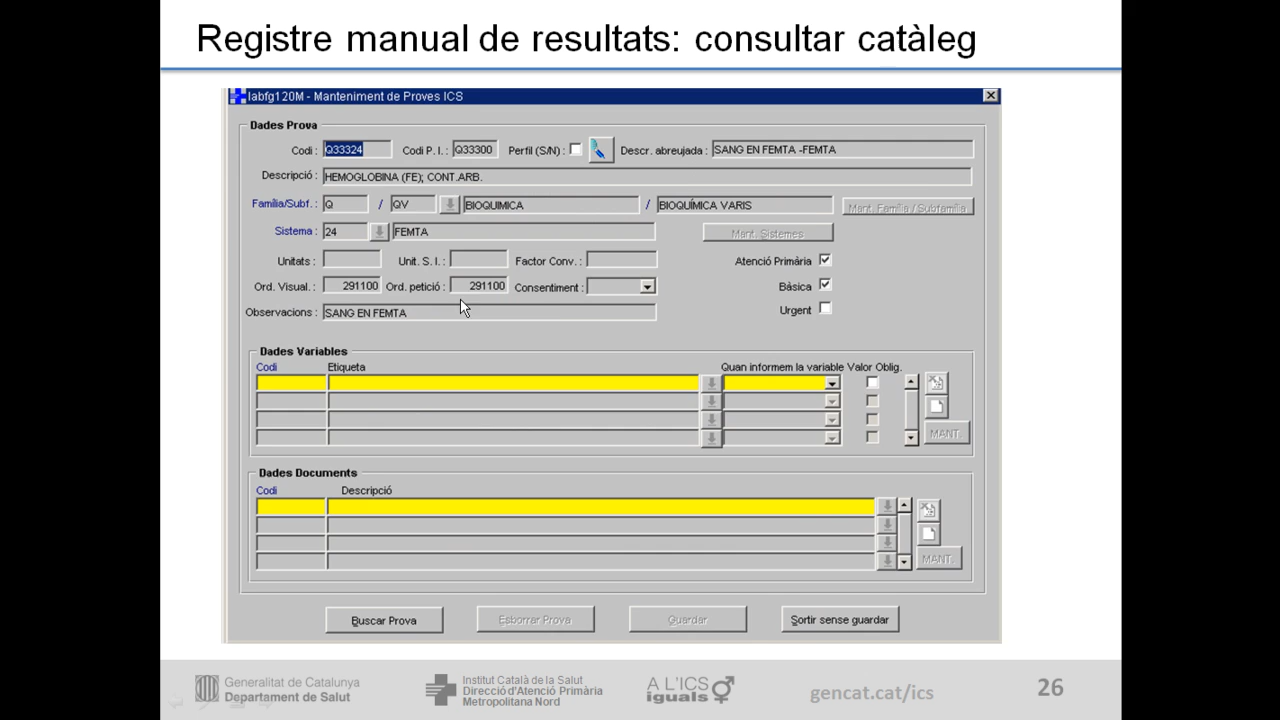 Registre manual de resultats: consultar catàleg
labfg120M - Manteniment de Proves ICS
Dades Prova
Codi : Q33324 Codi P. I. : Q33300 Perfil (S/N) : Descr. abreujada : SANG EN FEMTA -FEMTA
Descripció : HEMOGLOBINA (FE); CONT.ARB.
Família/Subf. : Q / QV BIOQUIMICA / BIOQUÍMICA VARIS Mant. Família / Subfamília
Sistema : 24 FEMTA Mant. Sistemes
Unitats : Unit. S. I. : Factor Conv. : Atenció Primària
Ord. Visual. : 291100 Ord. petició : 291100 Consentiment : Bàsica
Observacions : SANG EN FEMTA Urgent
Dades Variables
Codi Etiqueta Quan informem la variable Valor Oblig.
MANT.
Dades Documents
Codi Descripció
MANT.
Buscar Prova Esborrar Prova Guardar Sortir sense guardar
Generalitat de Catalunya
Departament de Salut
Institut Català de la Salut
Direcció d'Atenció Primària
Metropolitana Nord
A L'ICS
iguals
gencat.cat/ics
26